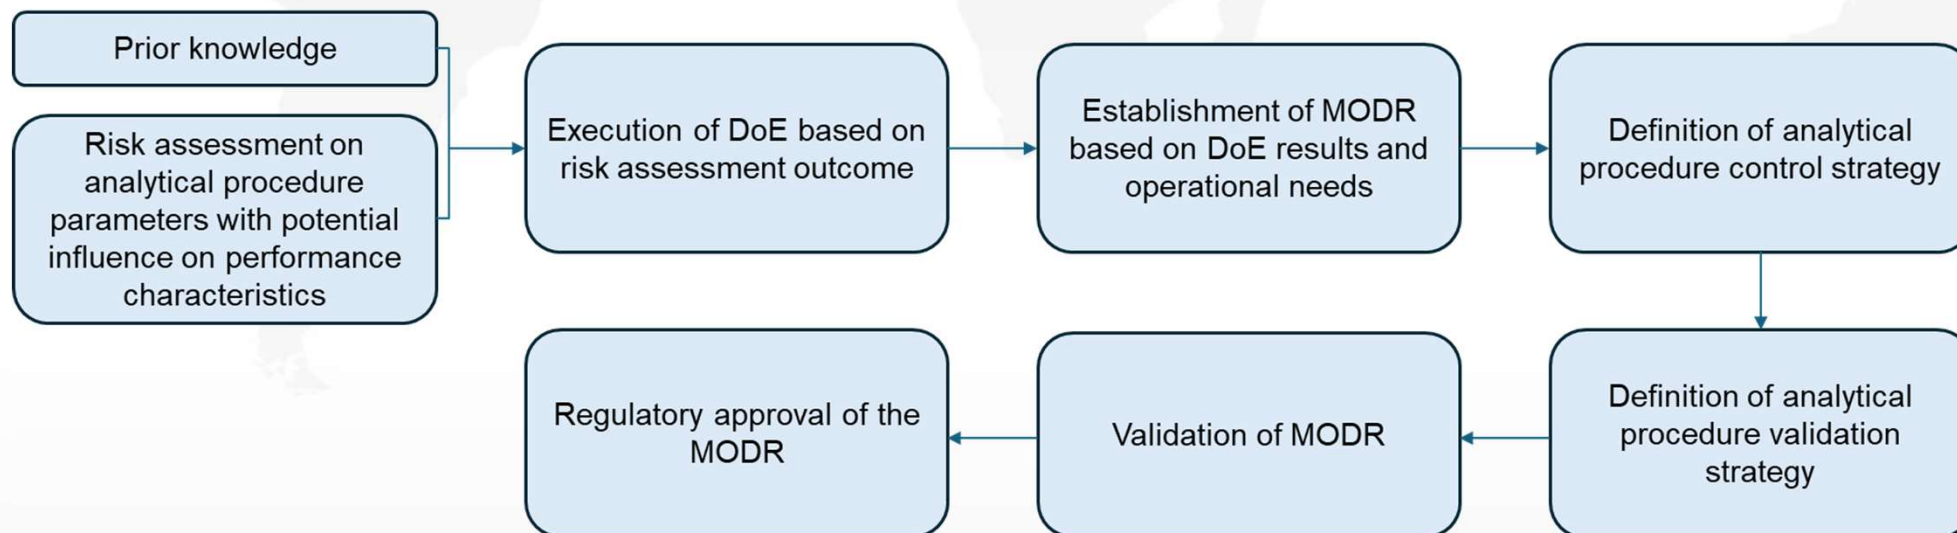 Prior knowledge
Risk assessment on
analytical procedure
parameters with potential
influence on performance
characteristics
Execution of DoE based on
risk assessment outcome
Establishment of MODR
based on DoE results and
operational needs
Definition of analytical
procedure control strategy
Definition of analytical
procedure validation
strategy
Validation of MODR
Regulatory approval of the
MODR